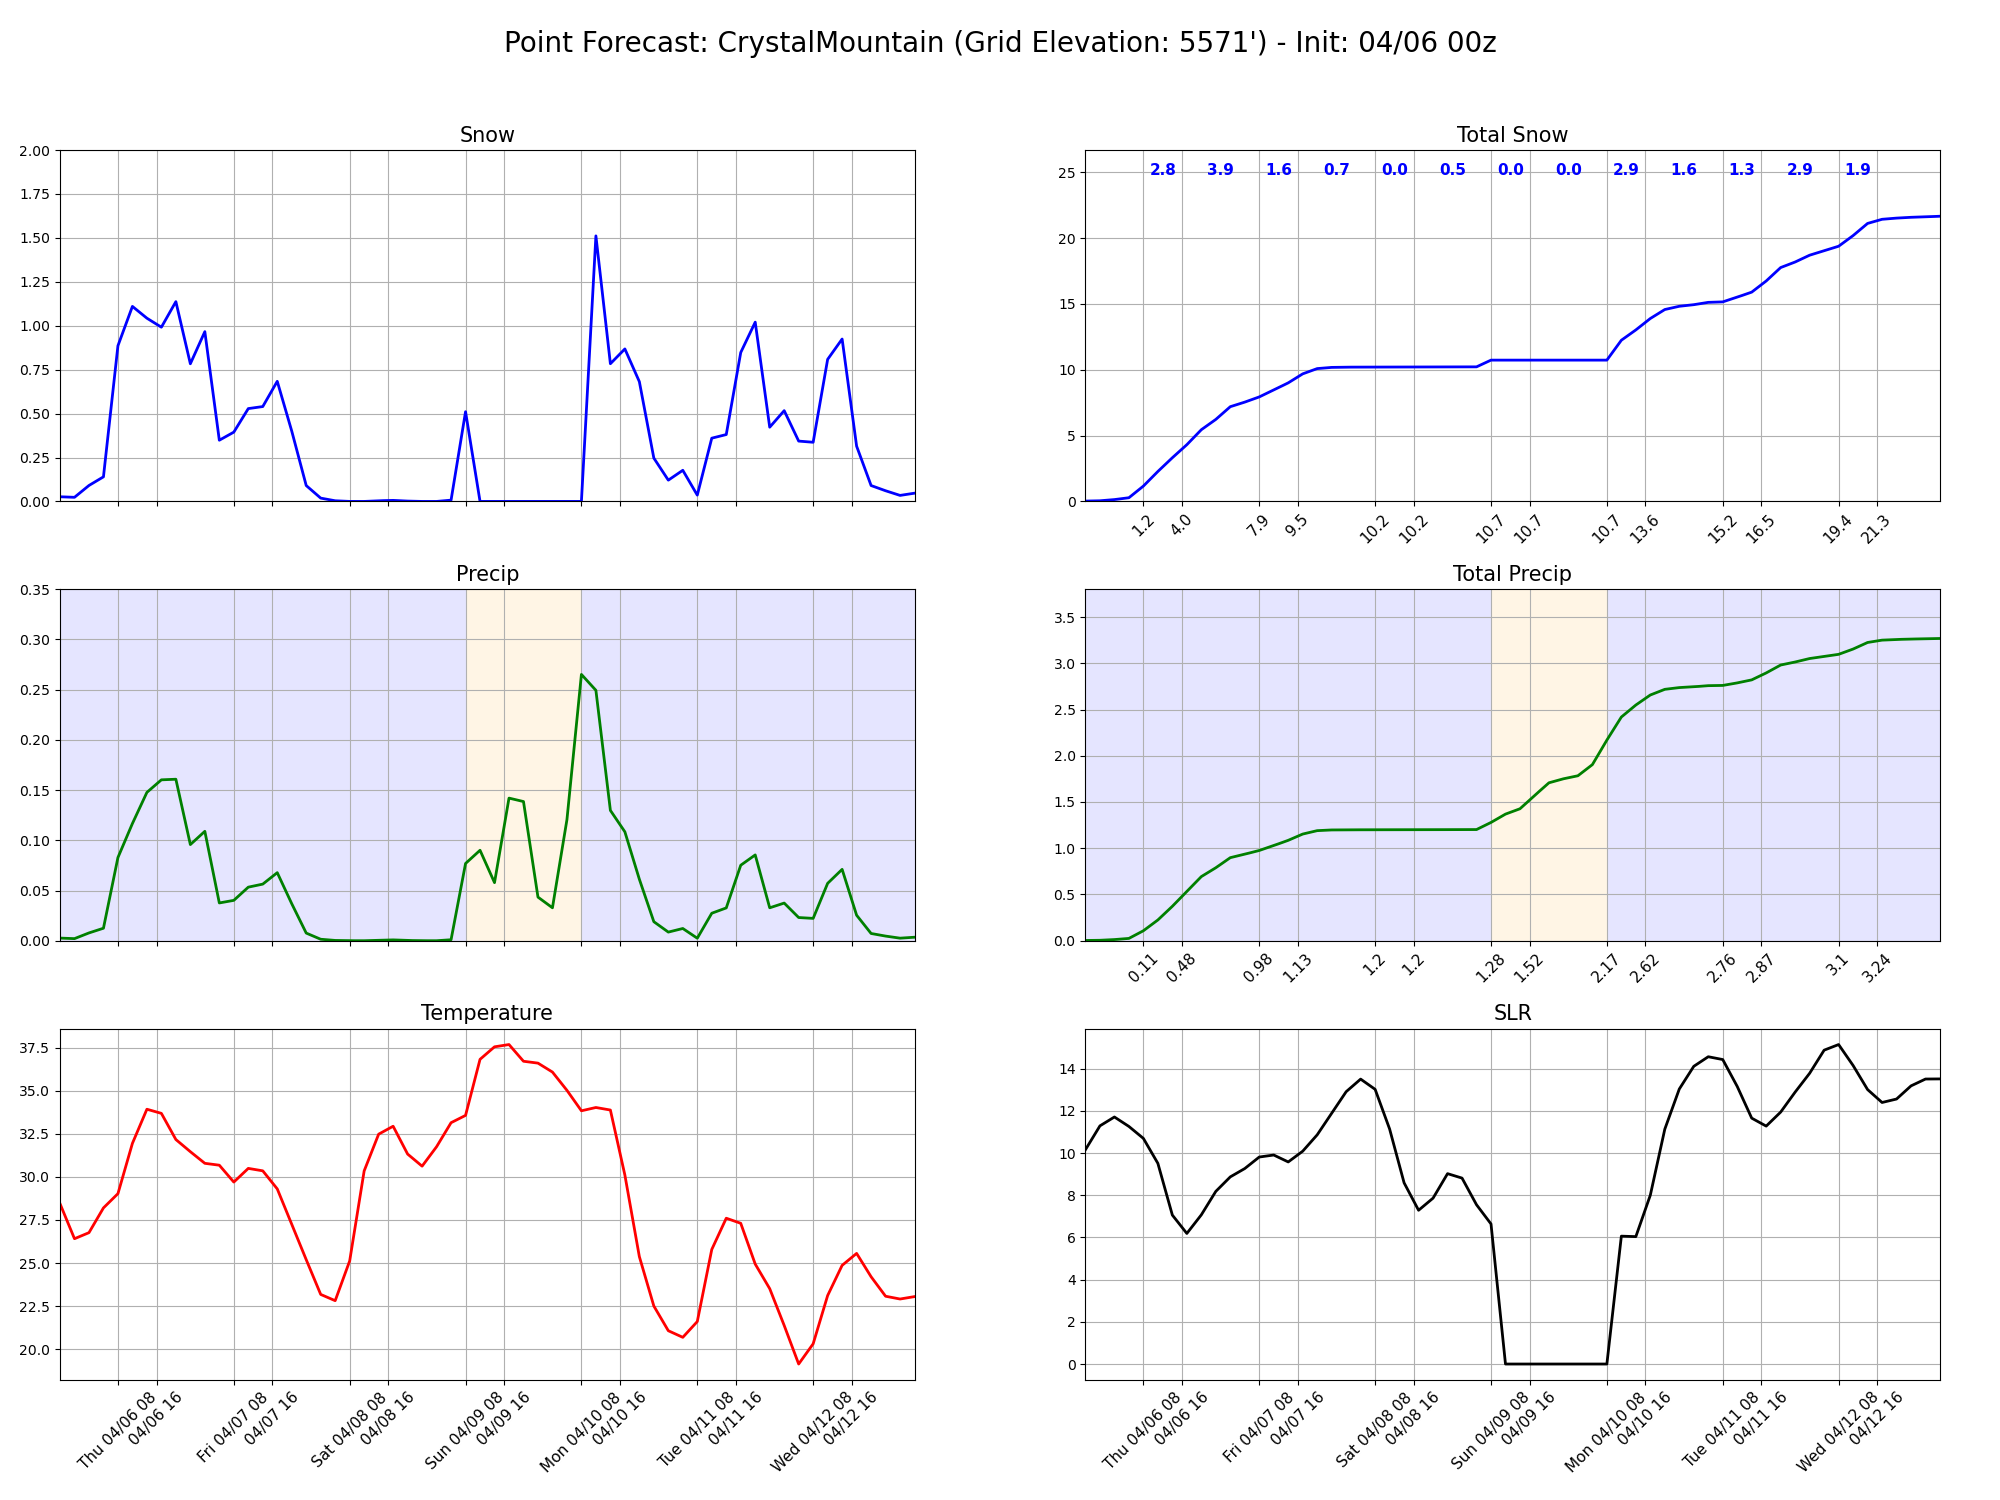 Point Forecast: CrystalMountain (Grid Elevation: 5571') - Init: 04/06 00z
Snow
2.00
1.75
1.50
1.25
1.00
0.75
0.50
0.25
0.00
Total Snow
2.8 3.9 1.6 0.7 0.0 0.5 0.0 0.0 2.9 1.6 1.3 2.9 1.9
25
20
15
10
5
0
1.2 4.0 7.9 9.5 10.2 10.2 10.7 10.7 10.7 13.6 15.2 16.5 19.4 21.3
Precip
0.35
0.30
0.25
0.20
0.15
0.10
0.05
0.00
Total Precip
3.5
3.0
2.5
2.0
1.5
1.0
0.5
0.0
0.11 0.48 0.98 1.13 1.2 1.2 1.28 1.52 2.17 2.62 2.76 2.87 3.1 3.24
Temperature
37.5
35.0
32.5
30.0
27.5
25.0
22.5
20.0
Thu 04/06 08
04/06 16
Fri 04/07 08
04/07 16
Sat 04/08 08
04/08 16
Sun 04/09 08
04/09 16
Mon 04/10 08
04/10 16
Tue 04/11 08
04/11 16
Wed 04/12 08
04/12 16
SLR
14
12
10
8
6
4
2
0
Thu 04/06 08
04/06 16
Fri 04/07 08
04/07 16
Sat 04/08 08
04/08 16
Sun 04/09 08
04/09 16
Mon 04/10 08
04/10 16
Tue 04/11 08
04/11 16
Wed 04/12 08
04/12 16